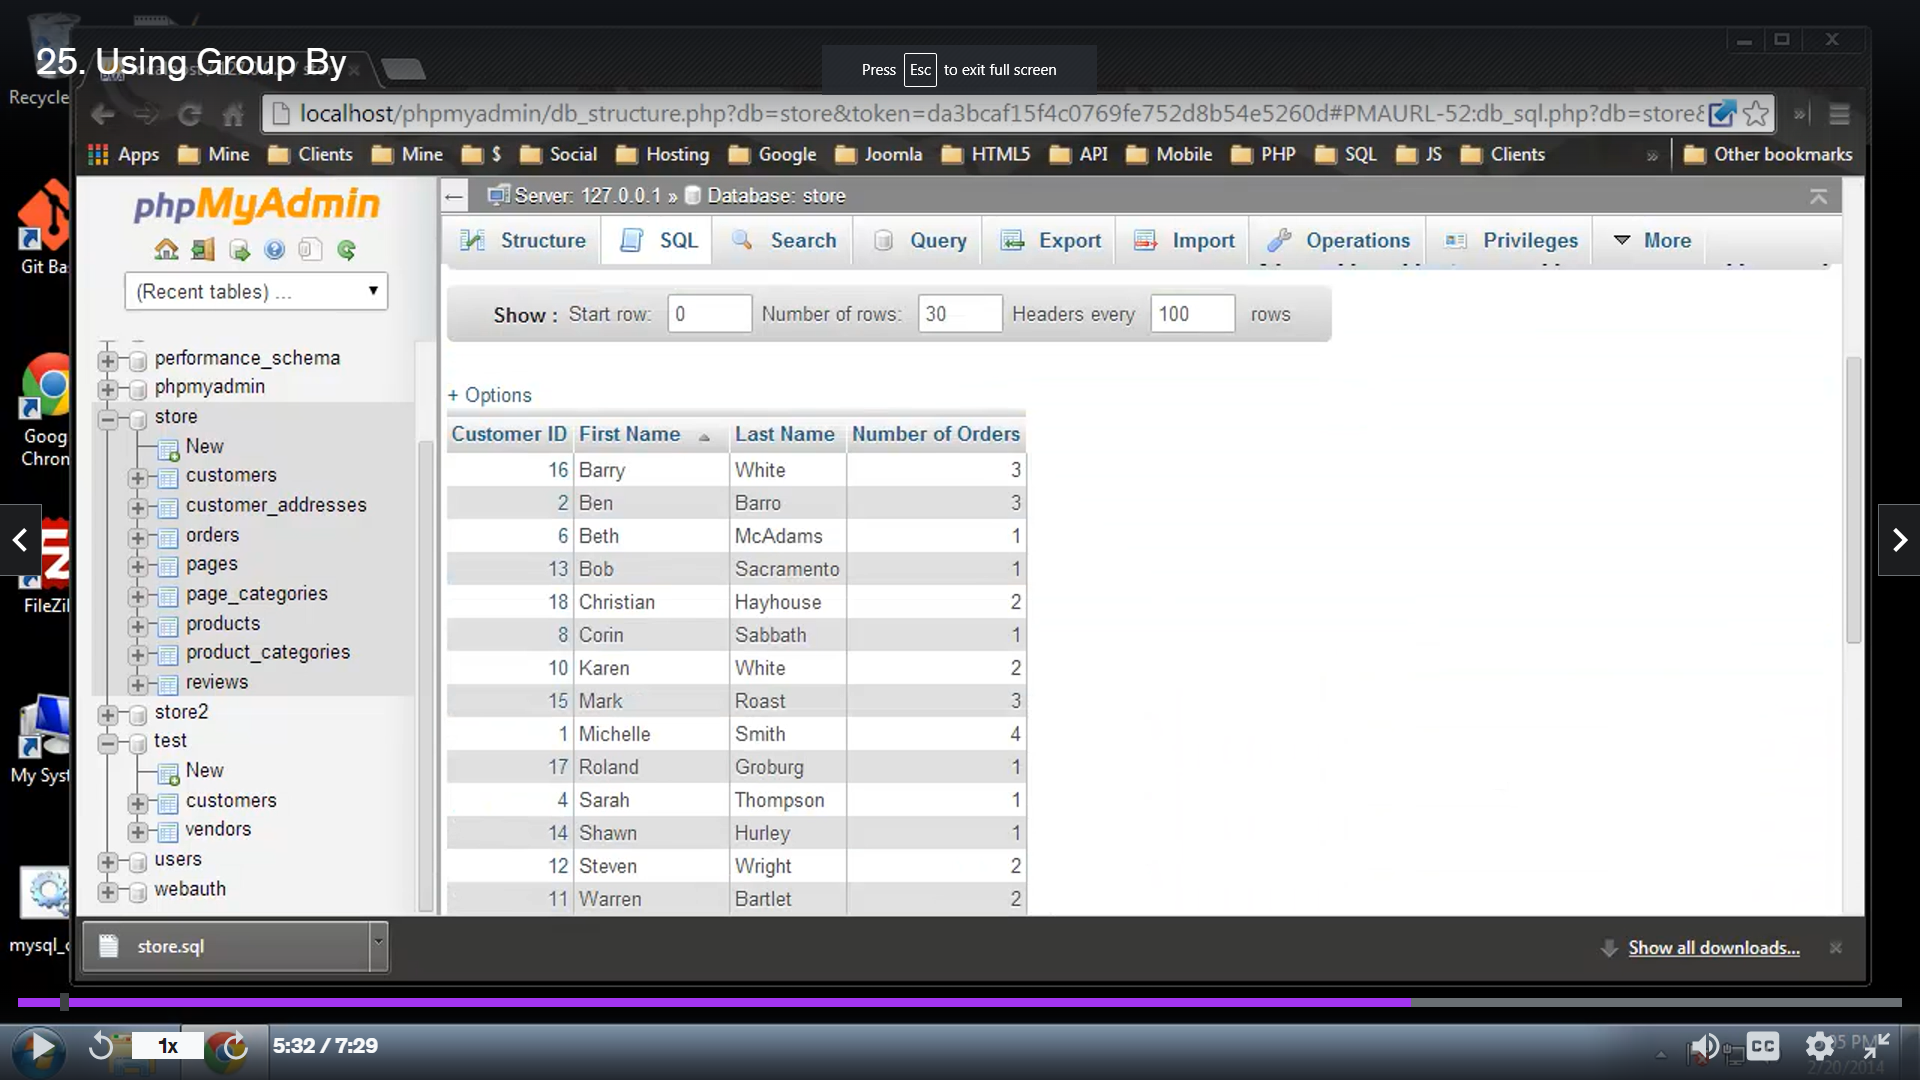 25. Using Group By
Press Esc to exit full screen
Recycle
localhost/phpmyadmin/db_structure.php?db=store&token=da3bcaf15f4c0769fe752d8b54e5260d#PMAURL-52:db_sql.php?db=store&
Apps Mine Clients Mine $ Social Hosting Google Joomla HTML5 API Mobile PHP SQL JS Clients » Other bookmarks
phpMyAdmin
Server: 127.0.0.1 » Database: store
Structure SQL Search Query Export Import Operations Privileges More
Git Ba
(Recent tables) ...
Show : Start row: 0 Number of rows: 30 Headers every 100 rows
performance_schema
phpmyadmin
store
New
customers
customer_addresses
orders
pages
page_categories
products
product_categories
reviews
store2
test
New
customers
vendors
users
webauth
Goog
Chron
FileZil
My Syst
mysql_c
+ Options
Customer ID First Name Last Name Number of Orders
16 Barry White 3
2 Ben Barro 3
6 Beth McAdams 1
13 Bob Sacramento 1
18 Christian Hayhouse 2
8 Corin Sabbath 1
10 Karen White 2
15 Mark Roast 3
1 Michelle Smith 4
17 Roland Groburg 1
4 Sarah Thompson 1
14 Shawn Hurley 1
12 Steven Wright 2
11 Warren Bartlet 2
store.sql
Show all downloads...
1x
5:32 / 7:29
CC
2/20/2014